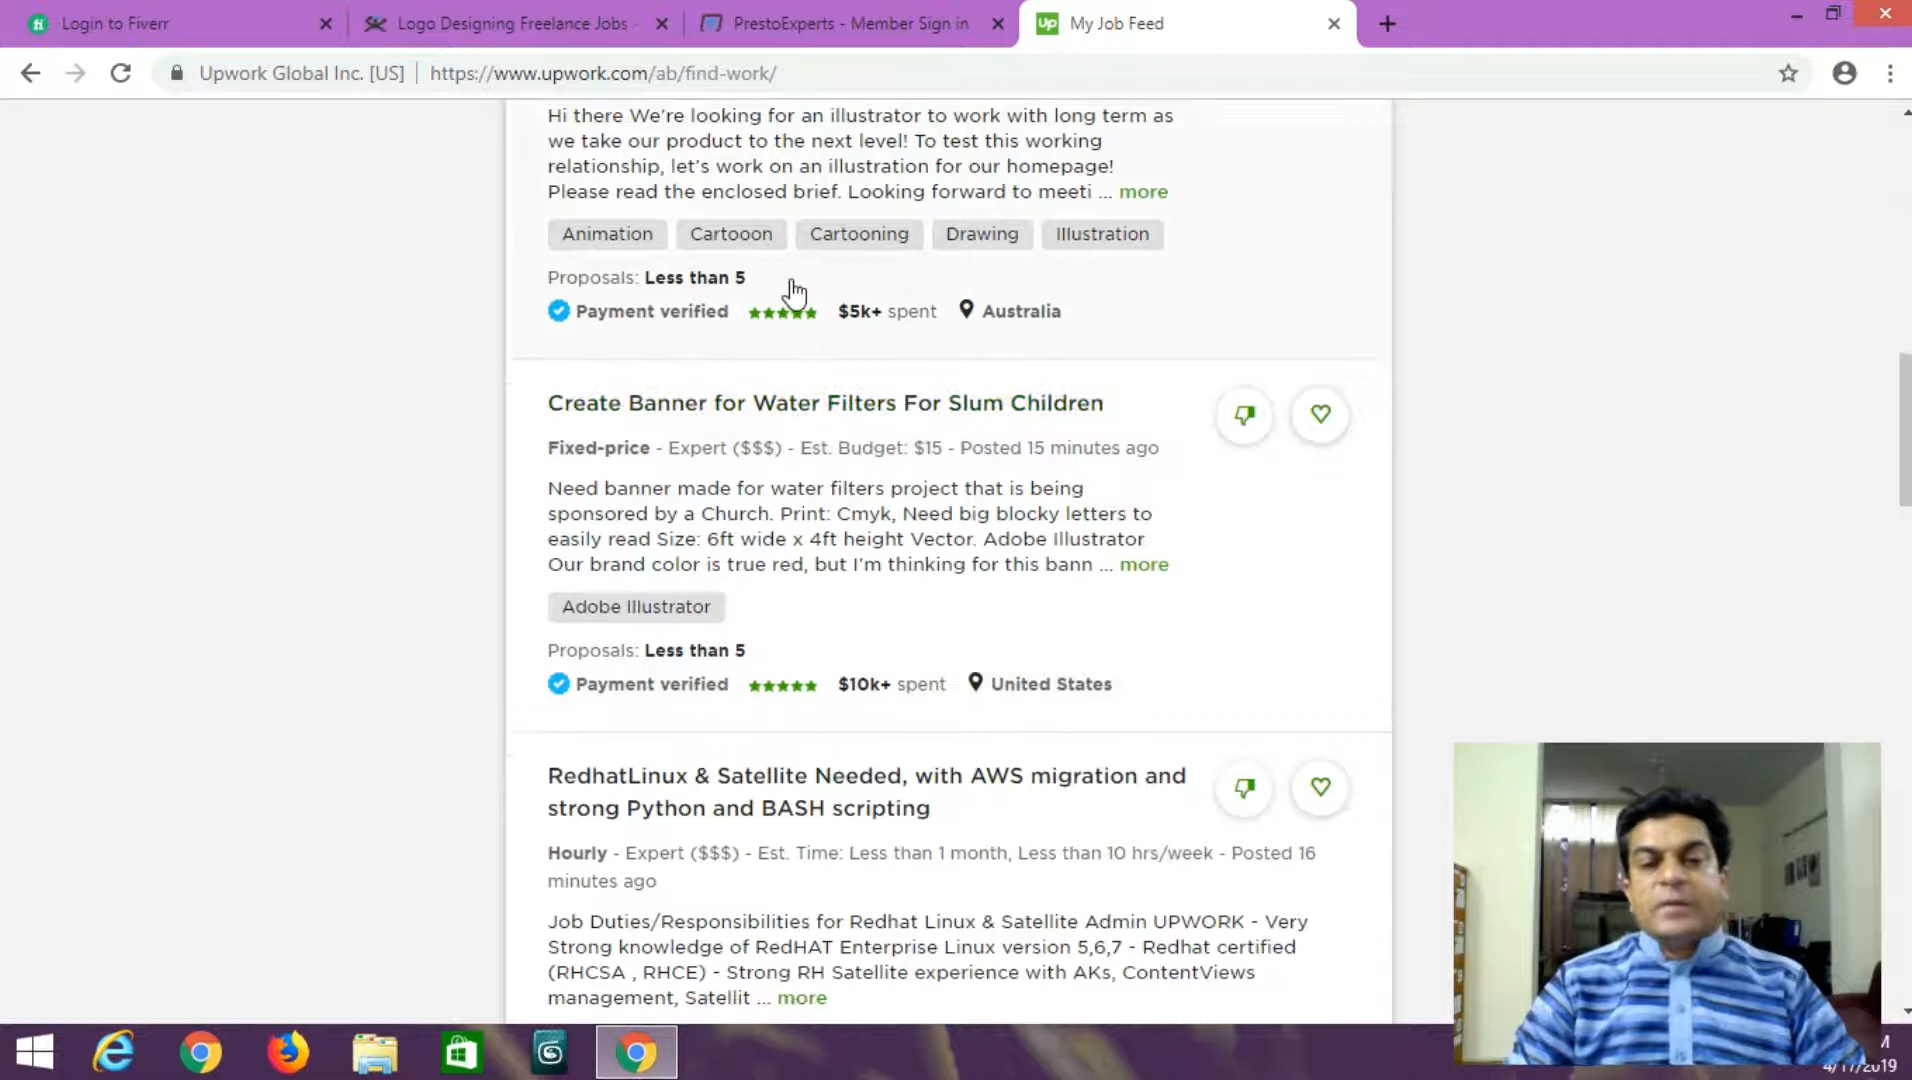 Login to Fiverr
Logo Designing Freelance Jobs
PrestoExperts - Member Sign in
up
My Job Feed
Upwork Global Inc. [US]
https://www.upwork.com/ab/find-work/
Hi there We're looking for an illustrator to work with long term as
we take our product to the next level! To test this working
relationship, let's work on an illustration for our homepage!
Please read the enclosed brief. Looking forward to meeti ... more
Animation
Cartooon
Cartooning
Drawing
Illustration
Proposals: Less than 5
Payment verified
$5k+ spent
Australia
Create Banner for Water Filters For Slum Children
Fixed-price - Expert ($$$) - Est. Budget: $15 - Posted 15 minutes ago
Need banner made for water filters project that is being
sponsored by a Church. Print: Cmyk, Need big blocky letters to
easily read Size: 6ft wide x 4ft height Vector. Adobe Illustrator
Our brand color is true red, but I'm thinking for this bann ... more
Adobe Illustrator
Proposals: Less than 5
Payment verified
$10k+ spent
United States
RedhatLinux & Satellite Needed, with AWS migration and
strong Python and BASH scripting
Hourly - Expert ($$$) - Est. Time: Less than 1 month, Less than 10 hrs/week - Posted 16
minutes ago
Job Duties/Responsibilities for Redhat Linux & Satellite Admin UPWORK - Very
Strong knowledge of RedHAT Enterprise Linux version 5,6,7 - Redhat certified
(RHCSA , RHCE) - Strong RH Satellite experience with AKs, ContentViews
management, Satellit ... more
4/17/2019